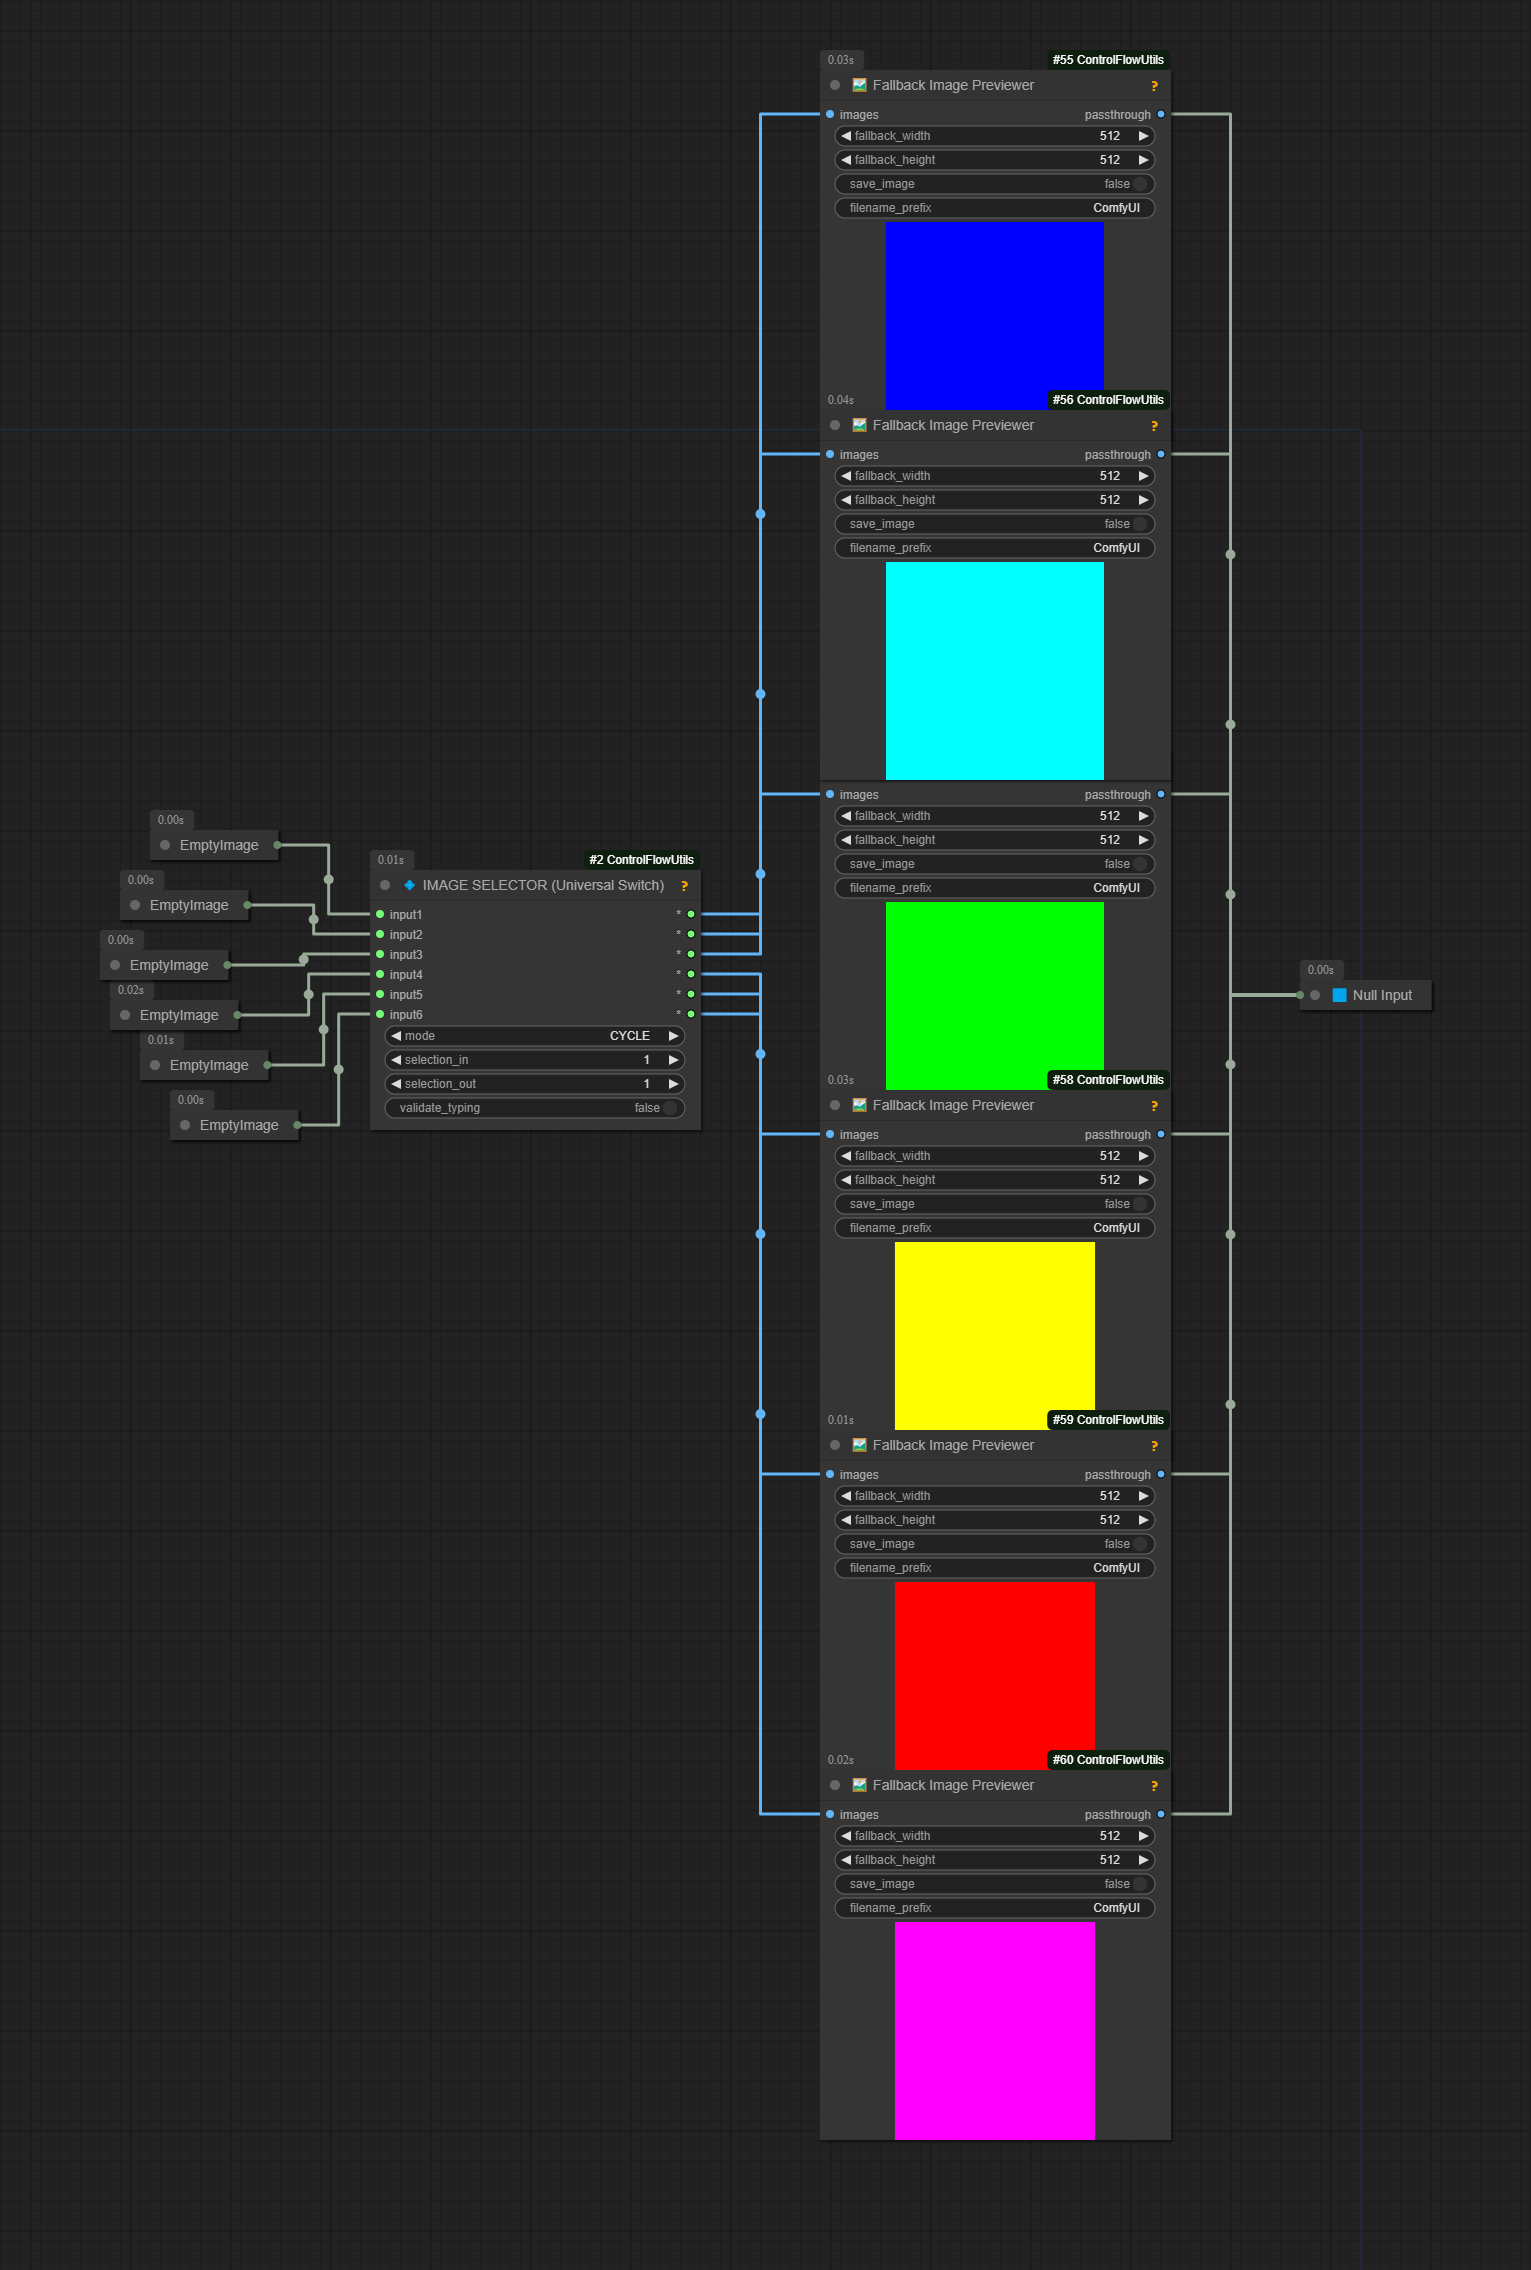 0.03s #55 ControlFlowUtils
Fallback Image Previewer ?
images passthrough
fallback_width 512
fallback_height 512
save_image false
filename_prefix ComfyUI
0.04s #56 ControlFlowUtils
Fallback Image Previewer ?
images passthrough
fallback_width 512
fallback_height 512
save_image false
filename_prefix ComfyUI
images passthrough
fallback_width 512
fallback_height 512
save_image false
filename_prefix ComfyUI
0.03s #58 ControlFlowUtils
Fallback Image Previewer ?
images passthrough
fallback_width 512
fallback_height 512
save_image false
filename_prefix ComfyUI
0.01s #59 ControlFlowUtils
Fallback Image Previewer ?
images passthrough
fallback_width 512
fallback_height 512
save_image false
filename_prefix ComfyUI
0.02s #60 ControlFlowUtils
Fallback Image Previewer ?
images passthrough
fallback_width 512
fallback_height 512
save_image false
filename_prefix ComfyUI
0.00s
EmptyImage
0.00s
EmptyImage
0.00s
EmptyImage
0.02s
EmptyImage
0.01s
EmptyImage
0.00s
EmptyImage
0.01s #2 ControlFlowUtils
IMAGE SELECTOR (Universal Switch) ?
input1 *
input2 *
input3 *
input4 *
input5 *
input6 *
mode CYCLE
selection_in 1
selection_out 1
validate_typing false
0.00s
Null Input